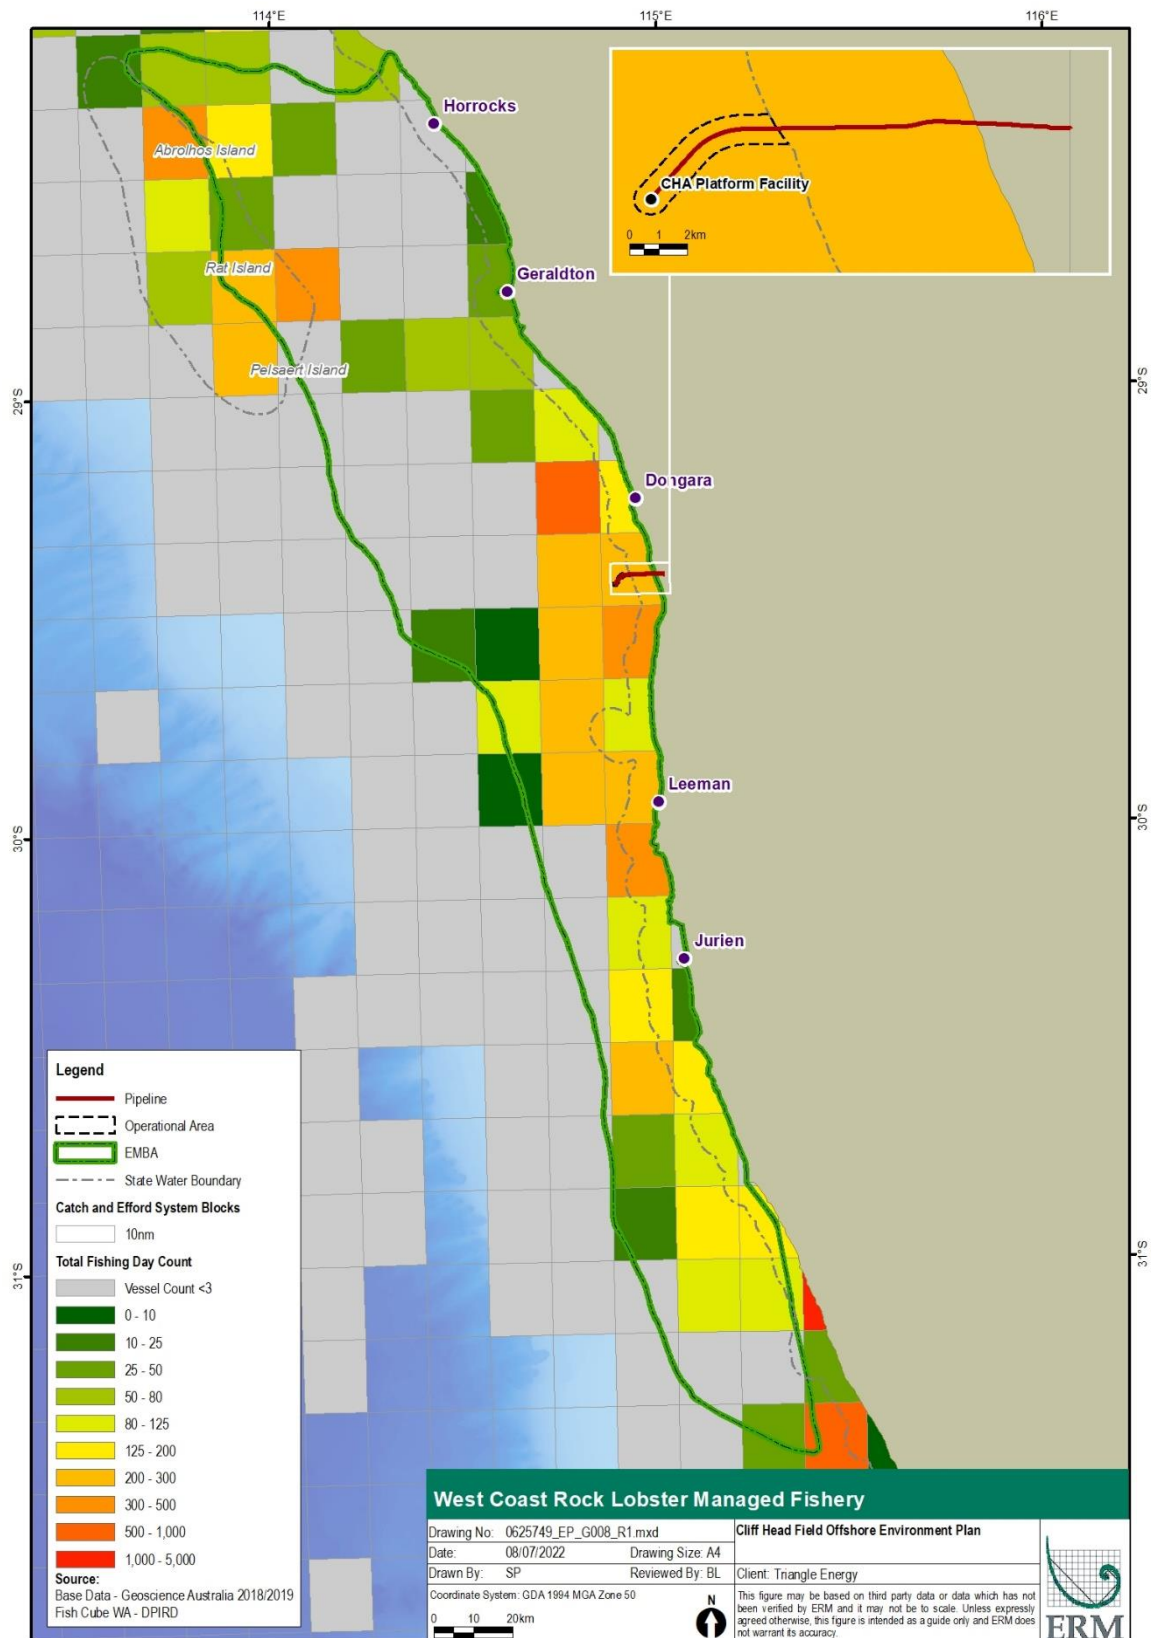 114°E
115°E
116°E
Horrocks
Abrolhos Island
CHA Platform Facility
0 1 2km
Rat Island
Geraldton
Pelsaert Island
29°S
29°S
Dongara
Leeman
30°S
30°S
Jurien
31°S
31°S
Legend
Pipeline
Operational Area
EMBA
State Water Boundary
Catch and Efford System Blocks
10nm
Total Fishing Day Count
Vessel Count <3
0 - 10
10 - 25
25 - 50
50 - 80
80 - 125
125 - 200
200 - 300
300 - 500
500 - 1,000
1,000 - 5,000
Source:
Base Data - Geoscience Australia 2018/2019
Fish Cube WA - DPIRD
West Coast Rock Lobster Managed Fishery
Drawing No: 0625749_EP_G008_R1.mxd
Date: 08/07/2022 Drawing Size: A4
Drawn By: SP Reviewed By: BL
Coordinate System: GDA 1994 MGA Zone 50
0 10 20km
N
Cliff Head Field Offshore Environment Plan
Client: Triangle Energy
This figure may be based on third party data or data which has not
been verified by ERM and it may not be to scale. Unless expressly
agreed otherwise, this figure is intended as a guide only and ERM does
not warrant its accuracy.
ERM